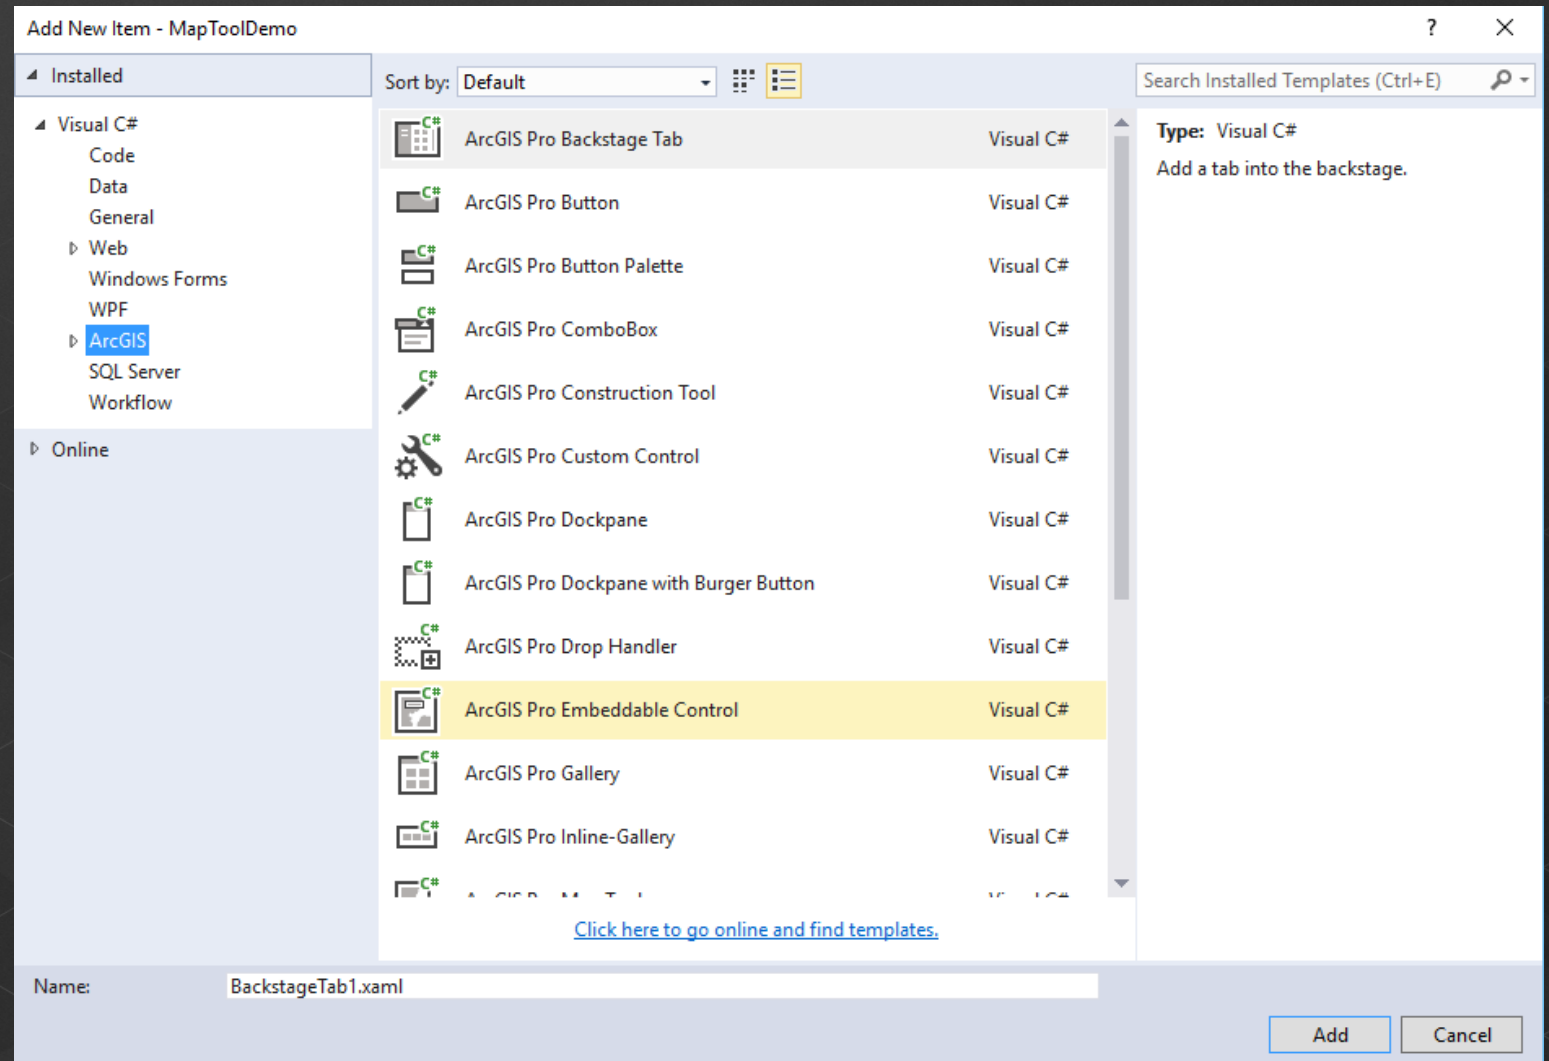 Add New Item - MapToolDemo
?
Installed
Sort by: Default
Search Installed Templates (Ctrl+E)
Visual C#
Code
Data
General
Web
Windows Forms
WPF
ArcGIS
SQL Server
Workflow
Online
C# ArcGIS Pro Backstage Tab Visual C#
C# ArcGIS Pro Button Visual C#
C# ArcGIS Pro Button Palette Visual C#
C# ArcGIS Pro ComboBox Visual C#
C# ArcGIS Pro Construction Tool Visual C#
C# ArcGIS Pro Custom Control Visual C#
C# ArcGIS Pro Dockpane Visual C#
C# ArcGIS Pro Dockpane with Burger Button Visual C#
C# ArcGIS Pro Drop Handler Visual C#
C# ArcGIS Pro Embeddable Control Visual C#
C# ArcGIS Pro Gallery Visual C#
C# ArcGIS Pro Inline-Gallery Visual C#
C#
Click here to go online and find templates.
Type: Visual C#
Add a tab into the backstage.
Name: BackstageTab1.xaml
Add
Cancel